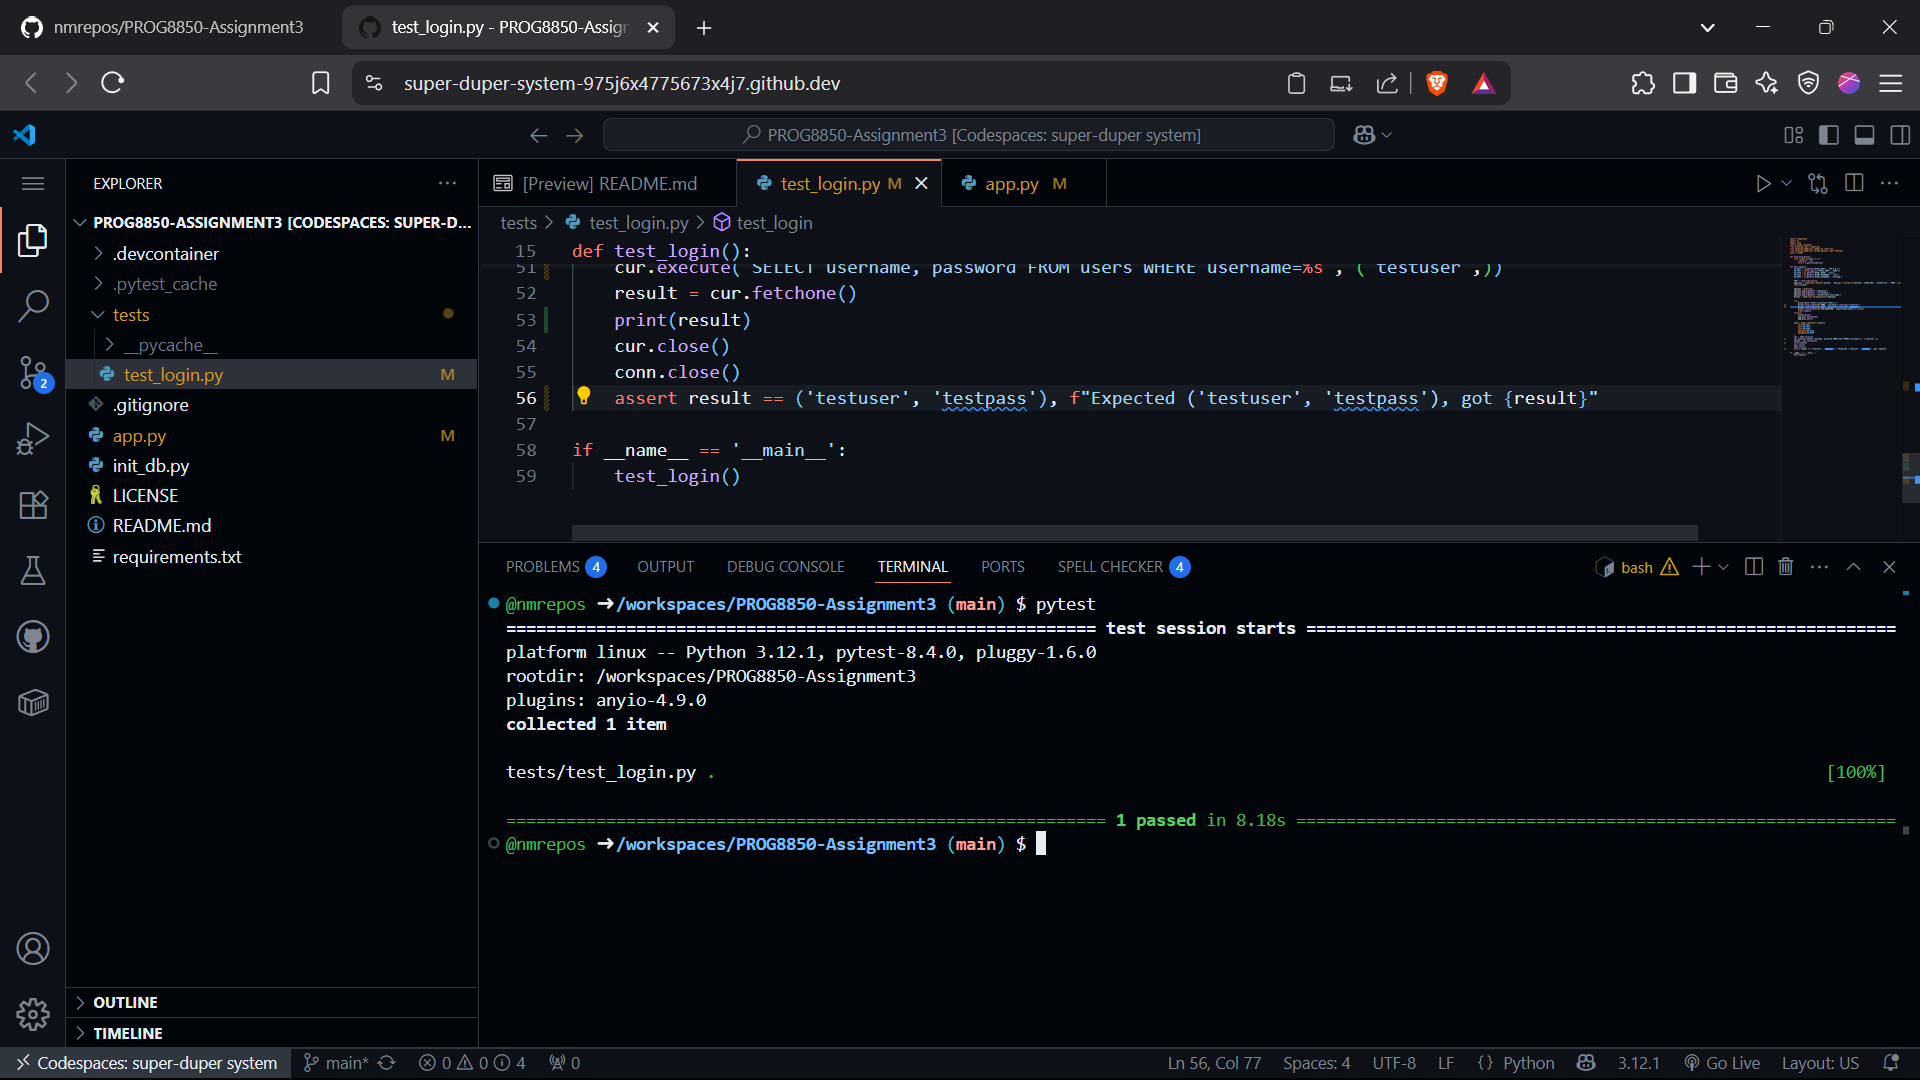 nmrepos/PROG8850-Assignment3
test_login.py - PROG8850-Assign
super-duper-system-975j6x4775673x4j7.github.dev
PROG8850-Assignment3 [Codespaces: super-duper system]
EXPLORER
PROG8850-ASSIGNMENT3 [CODESPACES: SUPER-D...
.devcontainer
.pytest_cache
tests
__pycache__
test_login.py M
.gitignore
app.py M
init_db.py
LICENSE
README.md
requirements.txt
OUTLINE
TIMELINE
2
[Preview] README.md
test_login.py M
app.py M
tests > test_login.py > test_login
15 def test_login():
51 cur.execute("SELECT username, password FROM users WHERE username=%s", ("testuser",))
52 result = cur.fetchone()
53 print(result)
54 cur.close()
55 conn.close()
56 assert result == ('testuser', 'testpass'), f"Expected ('testuser', 'testpass'), got {result}"
57
58 if __name__ == '__main__':
59 test_login()
PROBLEMS 4 OUTPUT DEBUG CONSOLE TERMINAL PORTS SPELL CHECKER 4
bash
@nmrepos ➜/workspaces/PROG8850-Assignment3 (main) $ pytest
=========================================================== test session starts ===========================================================
platform linux -- Python 3.12.1, pytest-8.4.0, pluggy-1.6.0
rootdir: /workspaces/PROG8850-Assignment3
plugins: anyio-4.9.0
collected 1 item
tests/test_login.py . [100%]
============================================================ 1 passed in 8.18s ============================================================
@nmrepos ➜/workspaces/PROG8850-Assignment3 (main) $
Codespaces: super-duper system main* 0 0 4 0 Ln 56, Col 77 Spaces: 4 UTF-8 LF {} Python 3.12.1 Go Live Layout: US